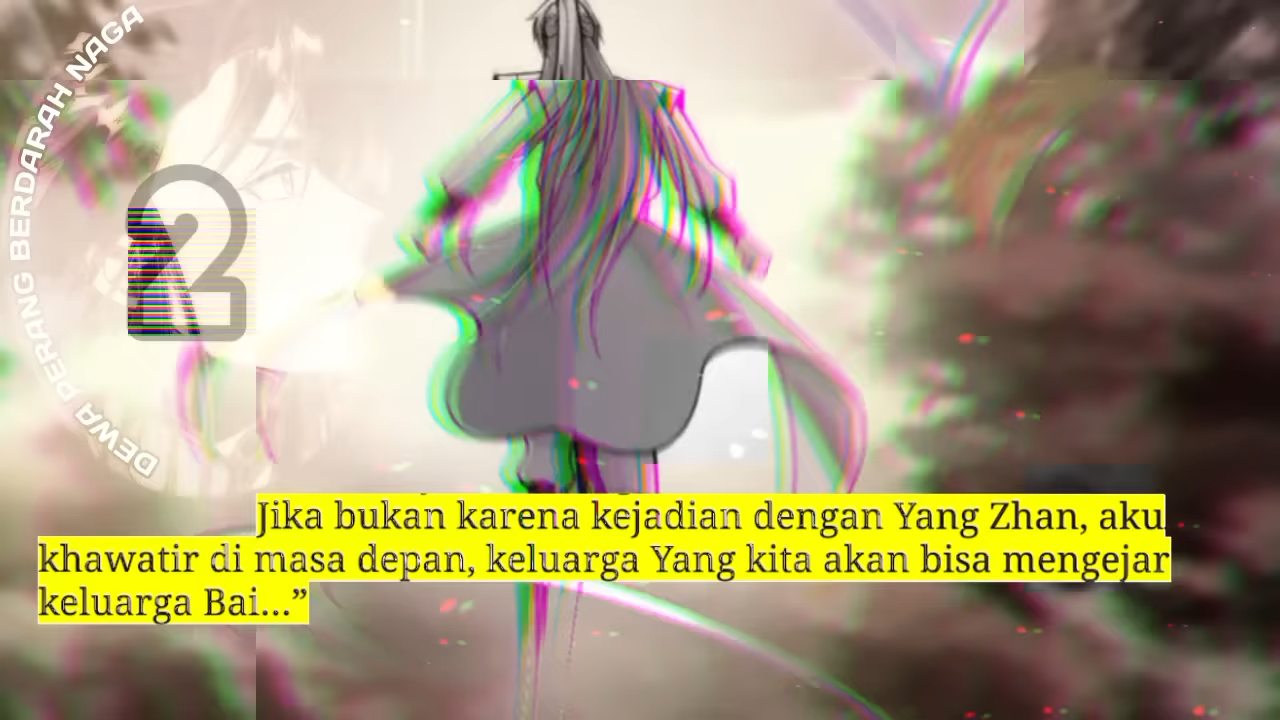 DEWA PERANG BERDARAH NAGA
2
Jika bukan karena kejadian dengan Yang Zhan, aku
khawatir di masa depan, keluarga Yang kita akan bisa mengejar
keluarga Bai...”